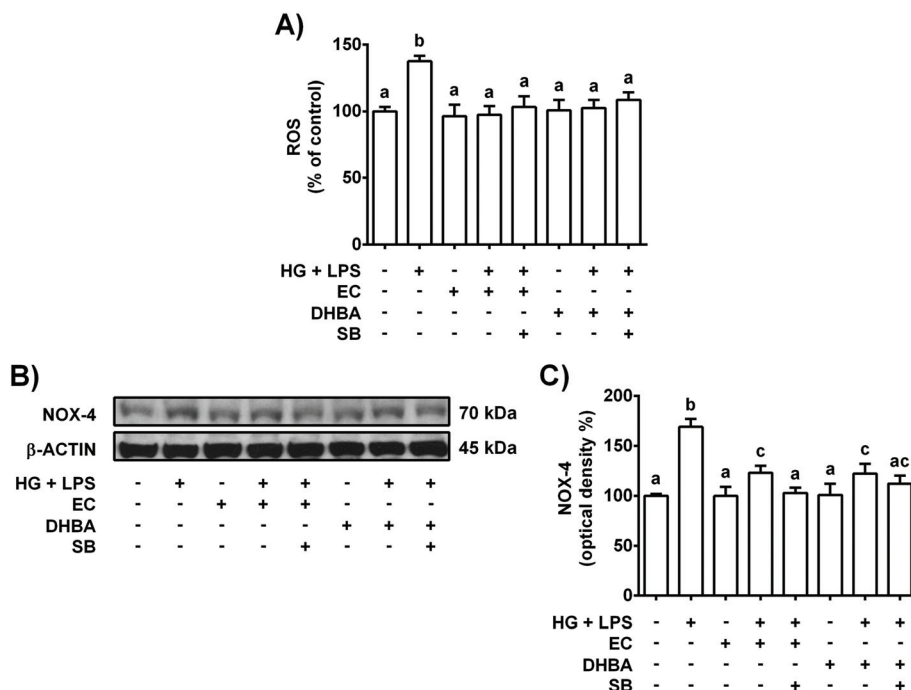 A)
150
100
50
0
ROS
(% of control)
a b a a a a a a
HG + LPS - + - + + - + +
EC - - + + + - - -
DHBA - - - - - + + +
SB - - - - + - - +
B)
NOX-4 70 kDa
β-ACTIN 45 kDa
HG + LPS - + - + + - + +
EC - - + + + - - -
DHBA - - - - - + + +
SB - - - - + - - +
C)
200
150
100
50
0
NOX-4
(optical density %)
a b a c a a c ac
HG + LPS - + - + + - + +
EC - - + + + - - -
DHBA - - - - - + + +
SB - - - - + - - +